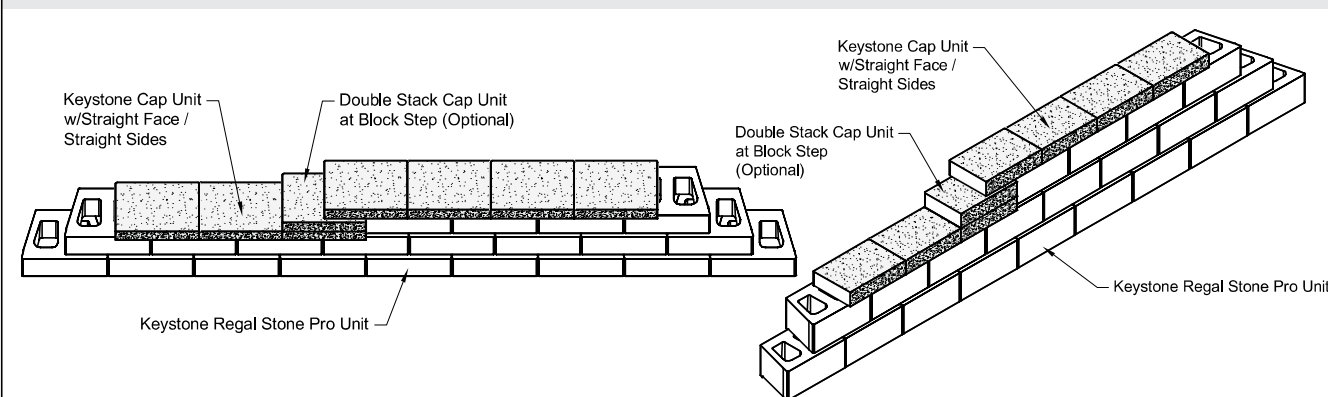 Keystone Cap Unit
w/Straight Face /
Straight Sides
Double Stack Cap Unit
at Block Step (Optional)
Keystone Regal Stone Pro Unit
Keystone Cap Unit
w/Straight Face /
Straight Sides
Double Stack Cap Unit
at Block Step
(Optional)
Keystone Regal Stone Pro Unit